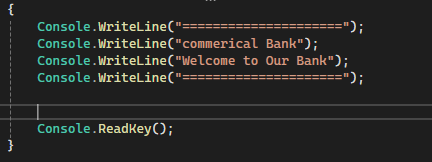 {
Console.WriteLine("=====================");
Console.WriteLine("commerical Bank");
Console.WriteLine("Welcome to Our Bank");
Console.WriteLine("=====================");
Console.ReadKey();
}